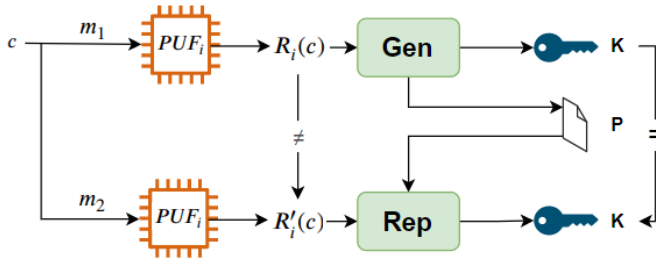 c m₁ PUFᵢ Rᵢ(c) Gen K
P
≠ =
m₂ PUFᵢ R′ᵢ(c) Rep K